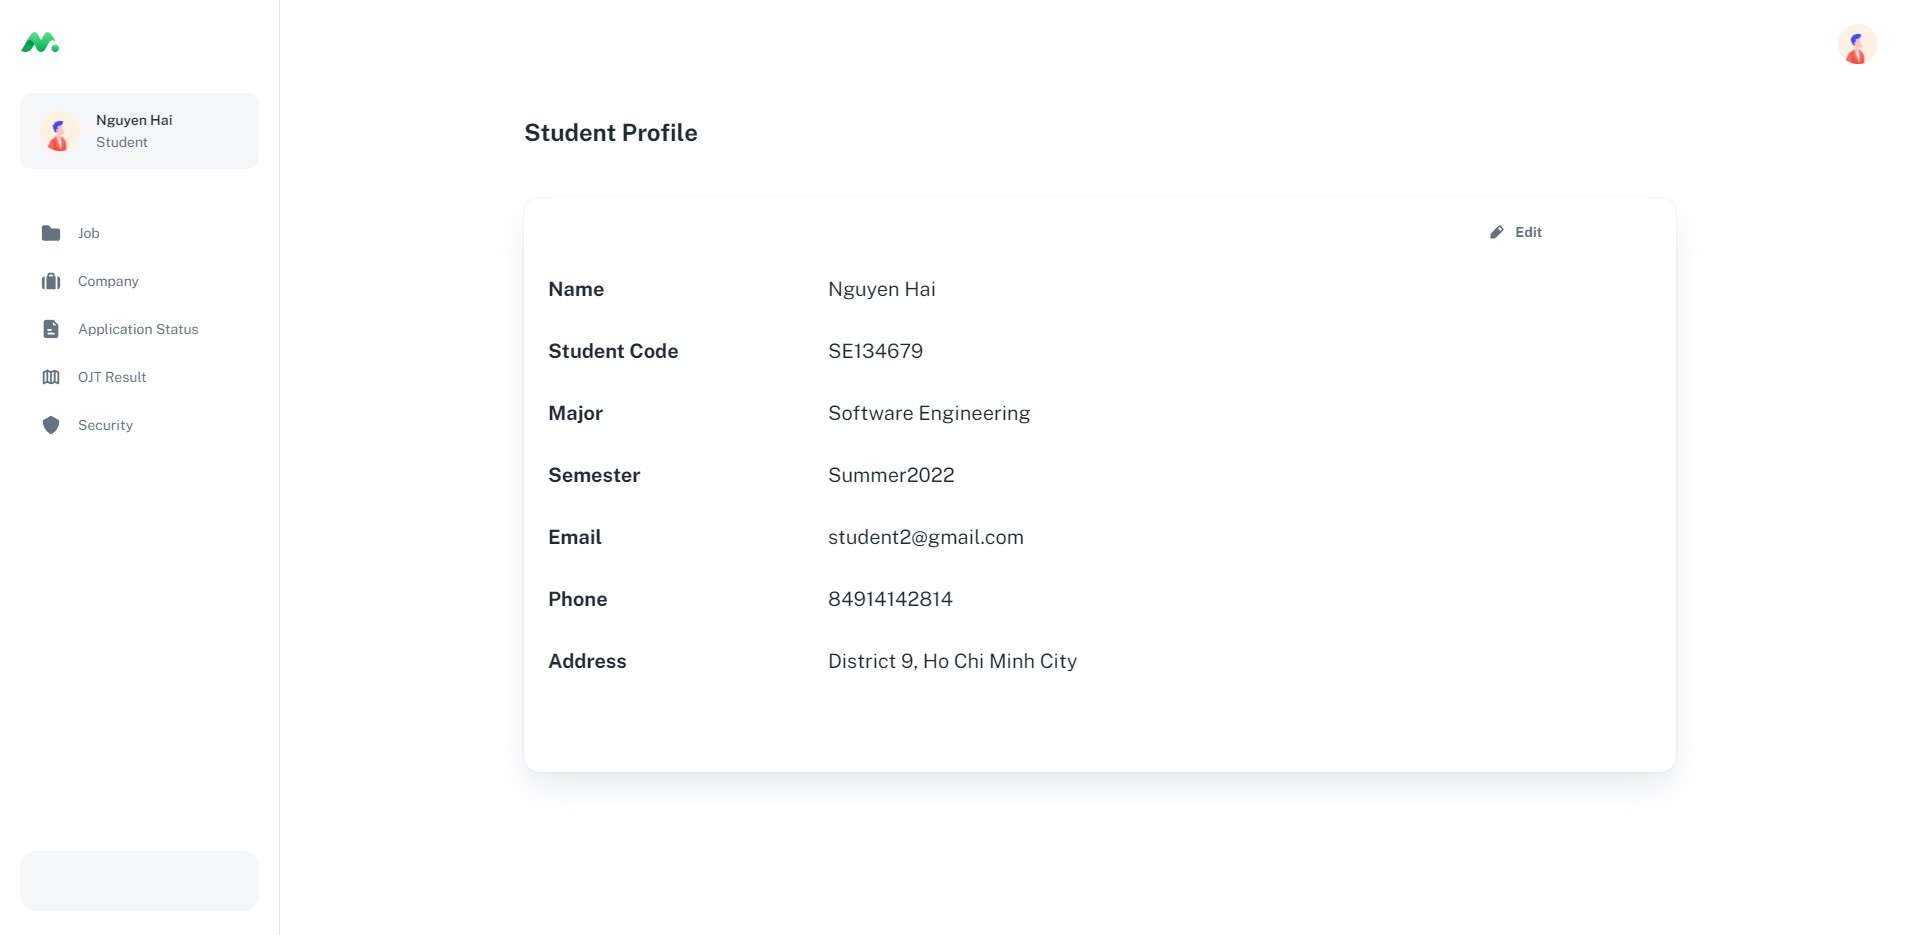 Nguyen Hai
Student
Job
Company
Application Status
OJT Result
Security
Student Profile
Edit
Name Nguyen Hai
Student Code SE134679
Major Software Engineering
Semester Summer2022
Email student2@gmail.com
Phone 84914142814
Address District 9, Ho Chi Minh City